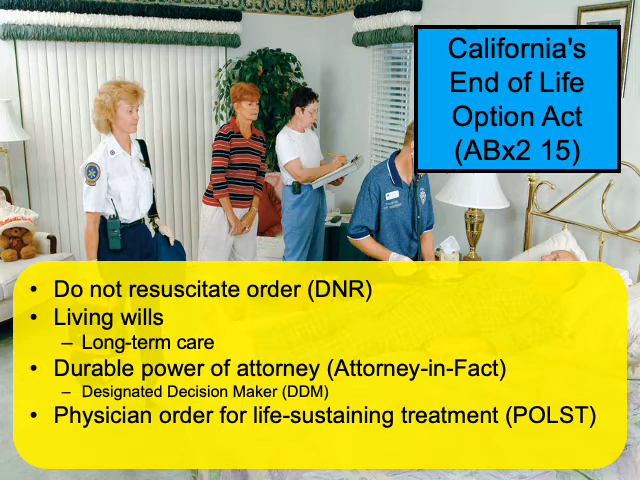 California's
End of Life
Option Act
(ABx2 15)
• Do not resuscitate order (DNR)
• Living wills
– Long-term care
• Durable power of attorney (Attorney-in-Fact)
– Designated Decision Maker (DDM)
• Physician order for life-sustaining treatment (POLST)